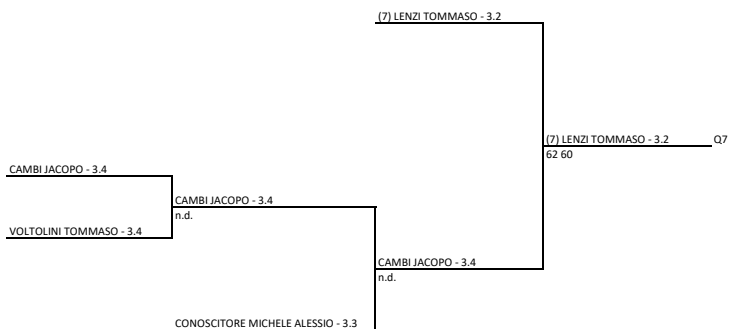 (7) LENZI TOMMASO - 3.2
(7) LENZI TOMMASO - 3.2 Q7
62 60
CAMBI JACOPO - 3.4
CAMBI JACOPO - 3.4
n.d.
VOLTOLINI TOMMASO - 3.4
CAMBI JACOPO - 3.4
n.d.
CONOSCITORE MICHELE ALESSIO - 3.3